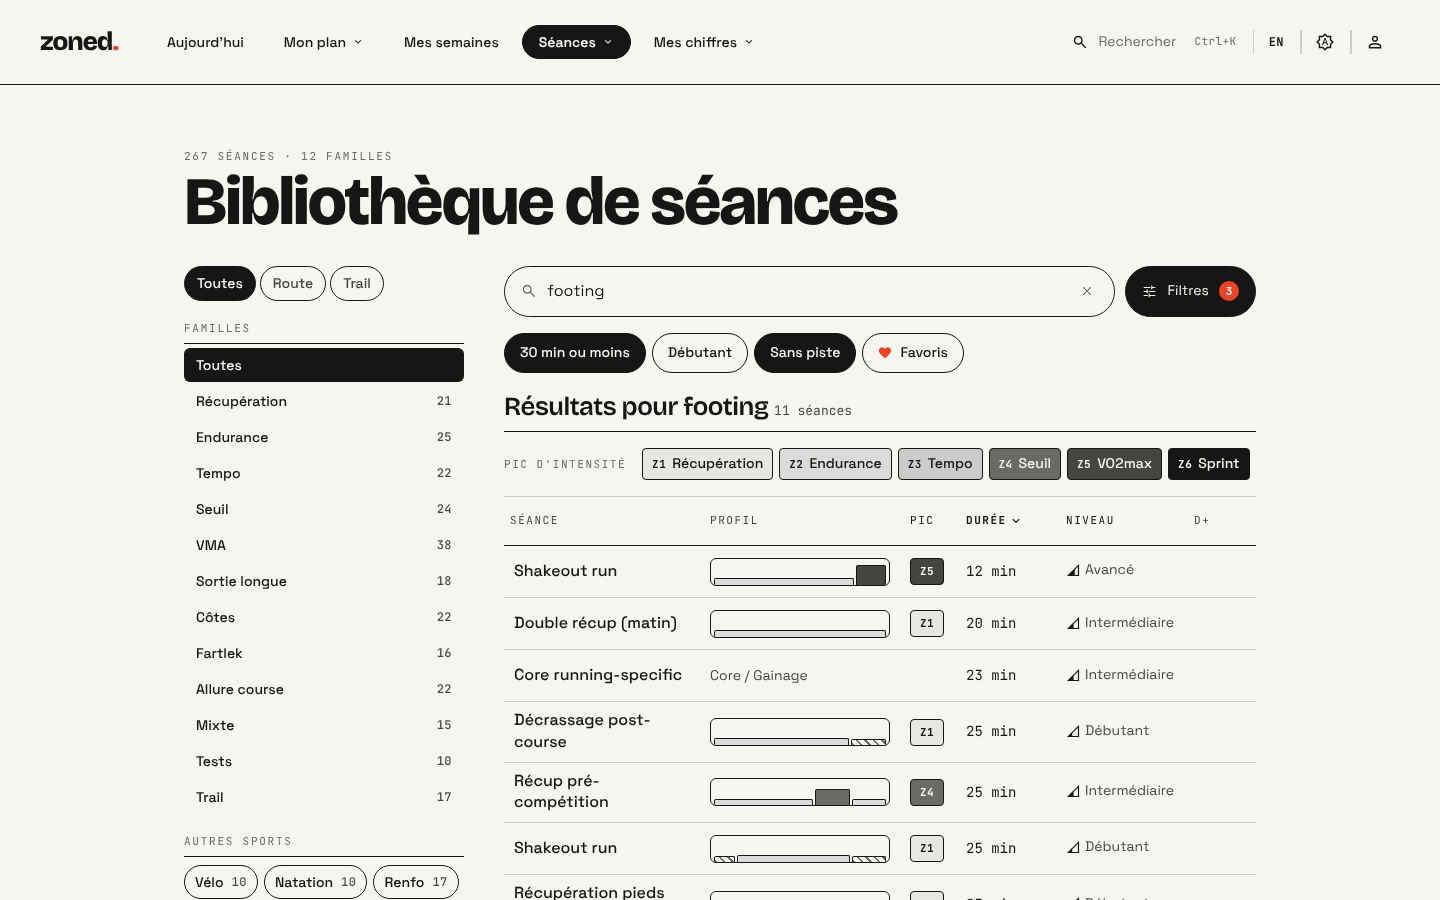 zoned.
Aujourd'hui
Mon plan
Mes semaines
Séances
Mes chiffres
Rechercher
Ctrl+K
EN
A
267 SÉANCES · 12 FAMILLES
Bibliothèque de séances
Toutes
Route
Trail
FAMILLES
Toutes
Récupération 21
Endurance 25
Tempo 22
Seuil 24
VMA 38
Sortie longue 18
Côtes 22
Fartlek 16
Allure course 22
Mixte 15
Tests 10
Trail 17
AUTRES SPORTS
Vélo 10
Natation 10
Renfo 17
footing
Filtres 3
30 min ou moins
Débutant
Sans piste
Favoris
Résultats pour footing 11 séances
PIC D'INTENSITÉ
Z1 Récupération
Z2 Endurance
Z3 Tempo
Z4 Seuil
Z5 VO2max
Z6 Sprint
SÉANCE PROFIL PIC DURÉE NIVEAU D+
Shakeout run Z5 12 min Avancé
Double récup (matin) Z1 20 min Intermédiaire
Core running-specific Core / Gainage 23 min Intermédiaire
Décrassage post-
course Z1 25 min Débutant
Récup pré-
compétition Z4 25 min Intermédiaire
Shakeout run Z1 25 min Débutant
Récupération pieds